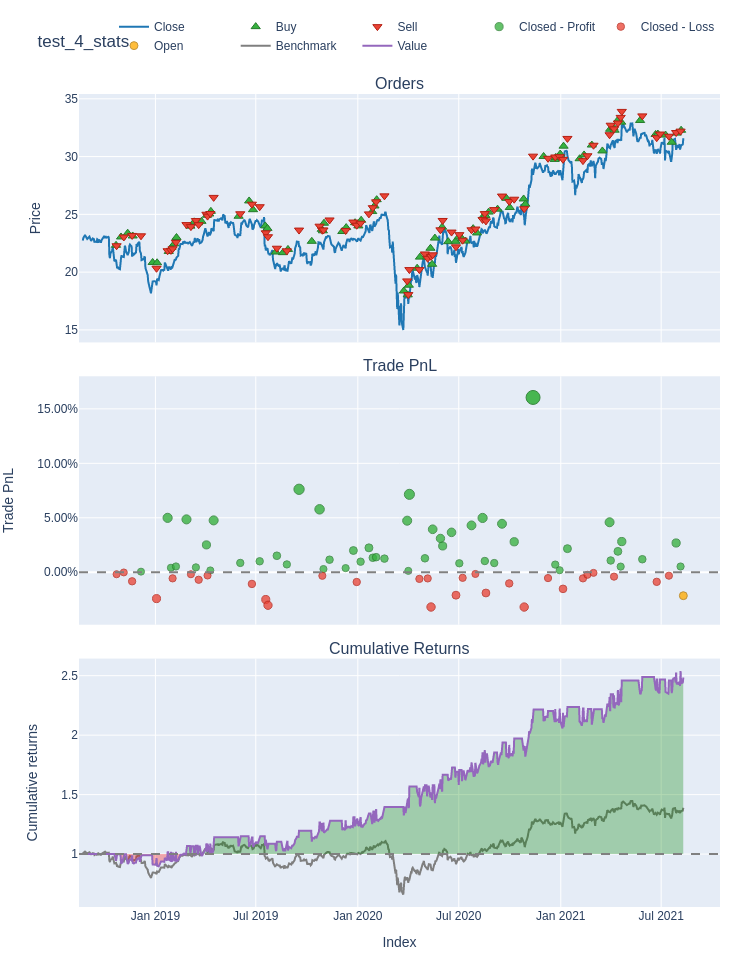 test_4_stats
Close Buy Sell Closed - Profit Closed - Loss
Open Benchmark Value
Orders
35
30
25
20
15
Price
Trade PnL
15.00%
10.00%
5.00%
0.00%
Trade PnL
Cumulative Returns
2.5
2
1.5
1
Cumulative returns
Jan 2019 Jul 2019 Jan 2020 Jul 2020 Jan 2021 Jul 2021
Index